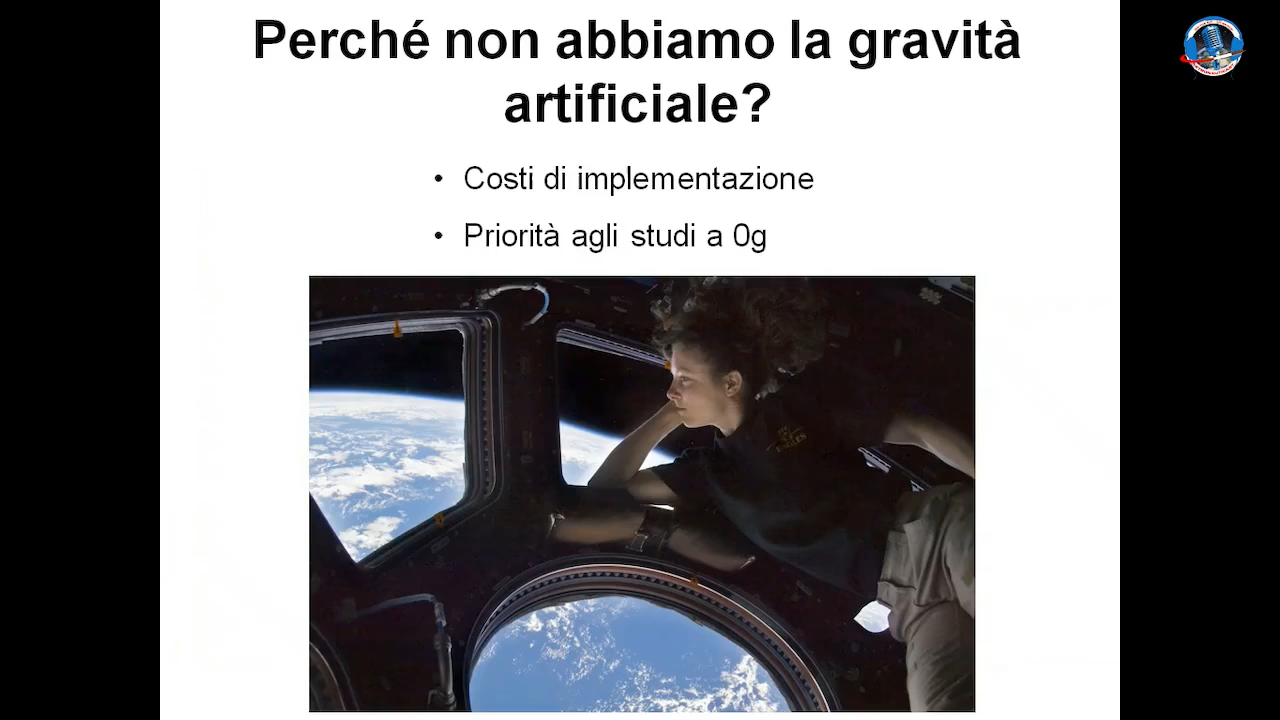 Perché non abbiamo la gravità
artificiale?
• Costi di implementazione
• Priorità agli studi a 0g